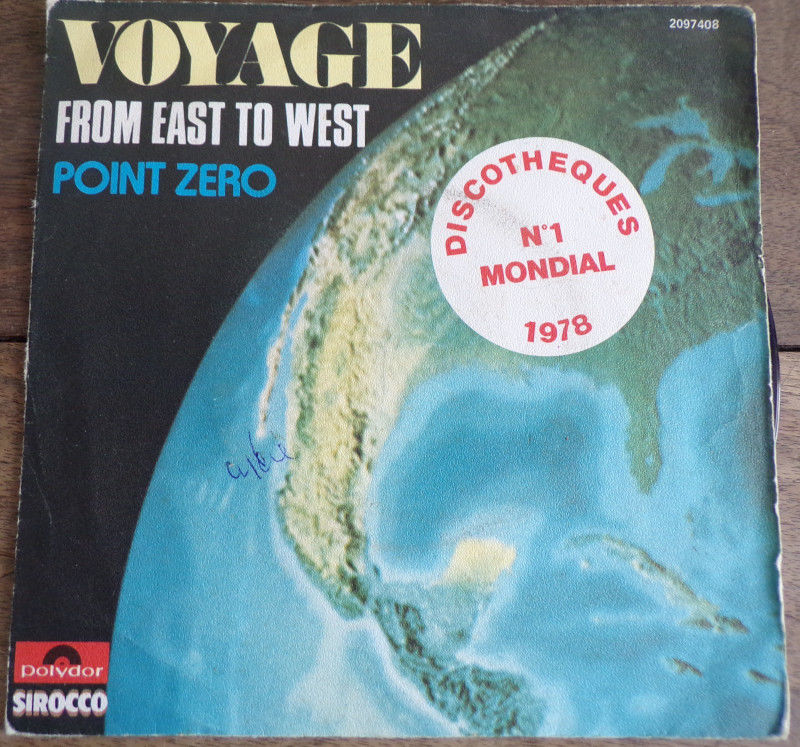 2097408
VOYAGE
FROM EAST TO WEST
POINT ZERO
DISCOTHEQUES
N°1
MONDIAL
1978
polydor
SIROCCO